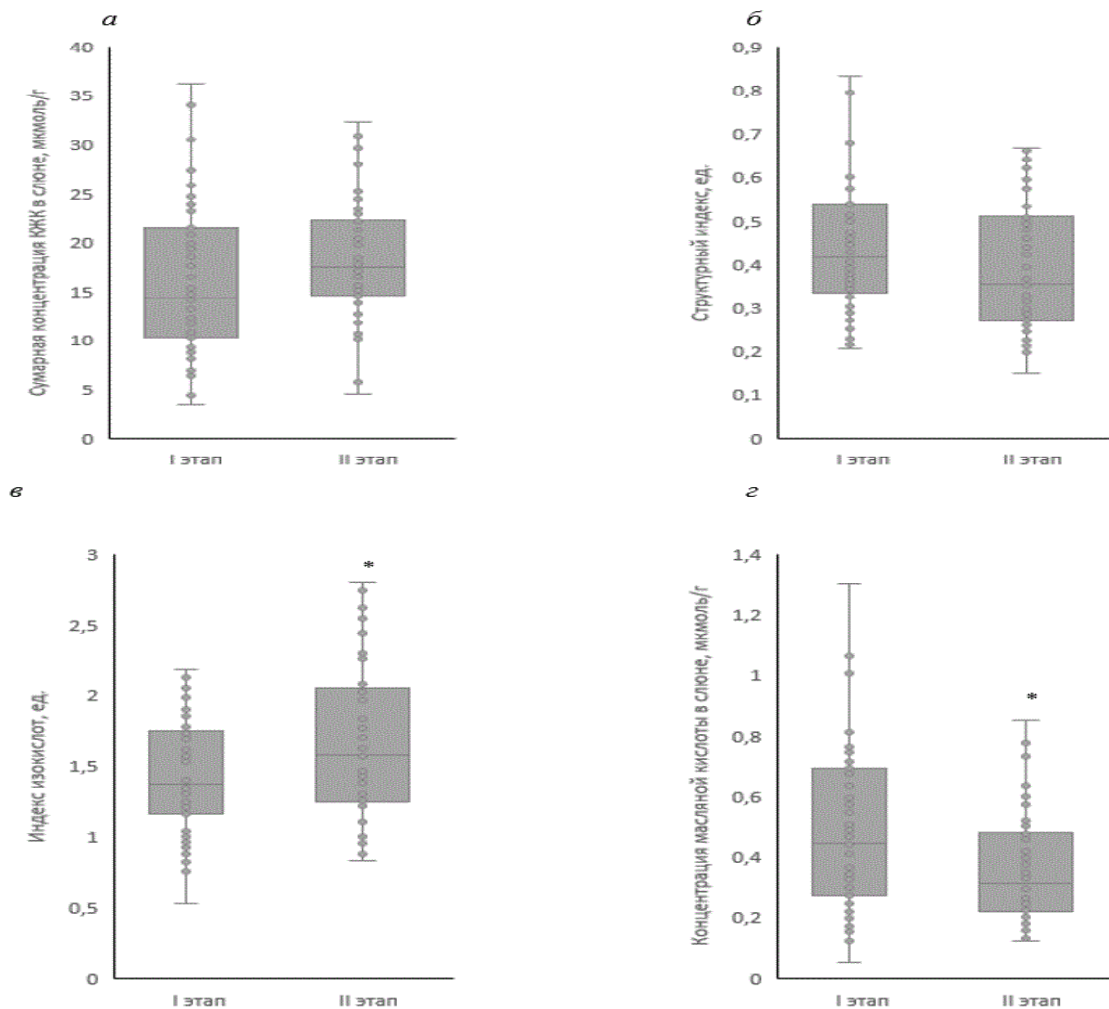 а
Сумарная концентрация КЖК в слюне, мкмоль/г
40
35
30
25
20
15
10
5
0
I этап
II этап
б
Структурный индекс, ед.
0,9
0,8
0,7
0,6
0,5
0,4
0,3
0,2
0,1
0
I этап
II этап
в
Индекс изокислот, ед.
3
2,5
2
1,5
1
0,5
0
*
I этап
II этап
г
Концентрация масляной кислоты в слюне, мкмоль/г
1,4
1,2
1
0,8
0,6
0,4
0,2
0
*
I этап
II этап